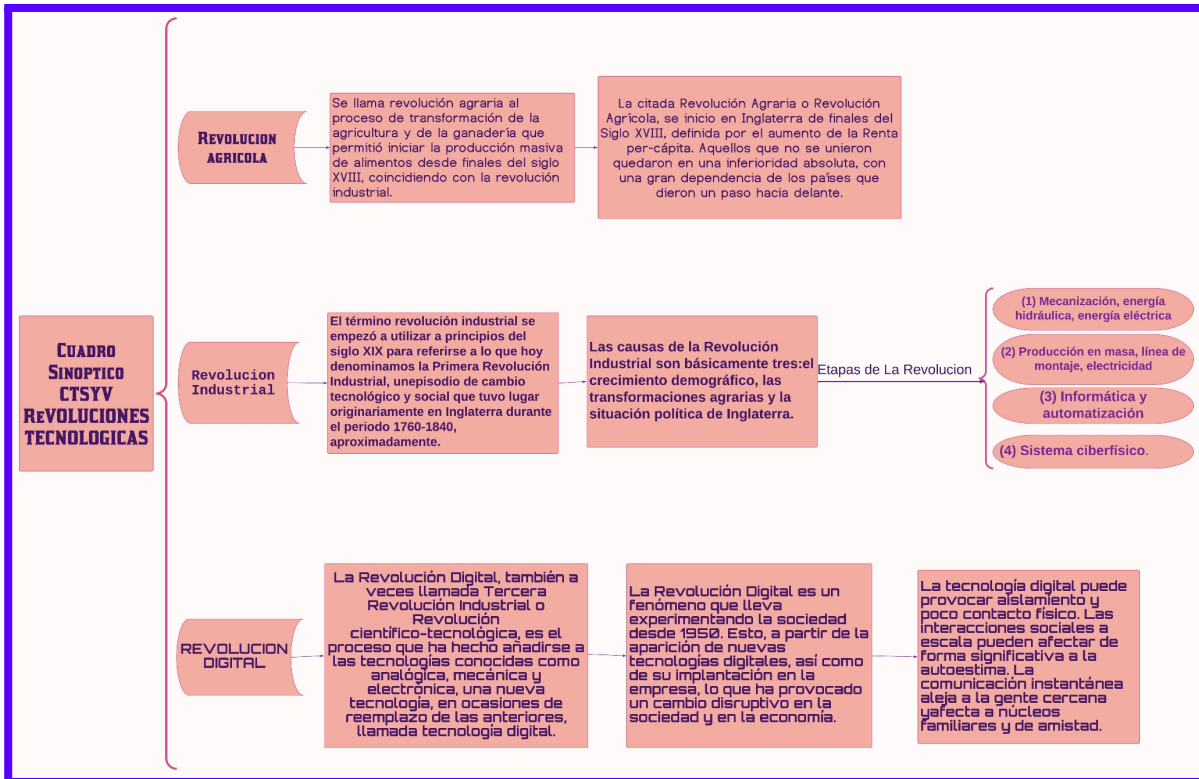 CUADRO
SINOPTICO
CTSYV
REVOLUCIONES
TECNOLOGICAS
REVOLUCION
AGRICOLA
Se llama revolución agraria al
proceso de transformación de la
agricultura y de la ganadería que
permitió iniciar la producción masiva
de alimentos desde finales del siglo
XVIII, coincidiendo con la revolución
industrial.
La citada Revolución Agraria o Revolución
Agrícola, se inicio en Inglaterra de finales del
Siglo XVIII, definida por el aumento de la Renta
per-cápita. Aquellos que no se unieron
quedaron en una inferioridad absoluta, con
una gran dependencia de los países que
dieron un paso hacia delante.
Revolucion
Industrial
El término revolución industrial se
empezó a utilizar a principios del
siglo XIX para referirse a lo que hoy
denominamos la Primera Revolución
Industrial, unepisodio de cambio
tecnológico y social que tuvo lugar
originariamente en Inglaterra durante
el periodo 1760-1840,
aproximadamente.
Las causas de la Revolución
Industrial son básicamente tres:el
crecimiento demográfico, las
transformaciones agrarias y la
situación política de Inglaterra.
Etapas de La Revolucion
(1) Mecanización, energía
hidráulica, energía eléctrica
(2) Producción en masa, línea de
montaje, electricidad
(3) Informática y
automatización
(4) Sistema ciberfísico.
REVOLUCION
DIGITAL
La Revolución Digital, también a
veces llamada Tercera
Revolución Industrial o
Revolución
científico-tecnológica, es el
proceso que ha hecho añadirse a
las tecnologías conocidas como
analógica, mecánica y
electrónica, una nueva
tecnología, en ocasiones de
reemplazo de las anteriores,
llamada tecnología digital.
La Revolución Digital es un
fenómeno que lleva
experimentando la sociedad
desde 1950. Esto, a partir de la
aparición de nuevas
tecnologías digitales, así como
de su implantación en la
empresa, lo que ha provocado
un cambio disruptivo en la
sociedad y en la economía.
La tecnología digital puede
provocar aislamiento y
poco contacto físico. Las
interacciones sociales a
escala pueden afectar de
forma significativa a la
autoestima. La
comunicación instantánea
aleja a la gente cercana
yafecta a núcleos
familiares y de amistad.